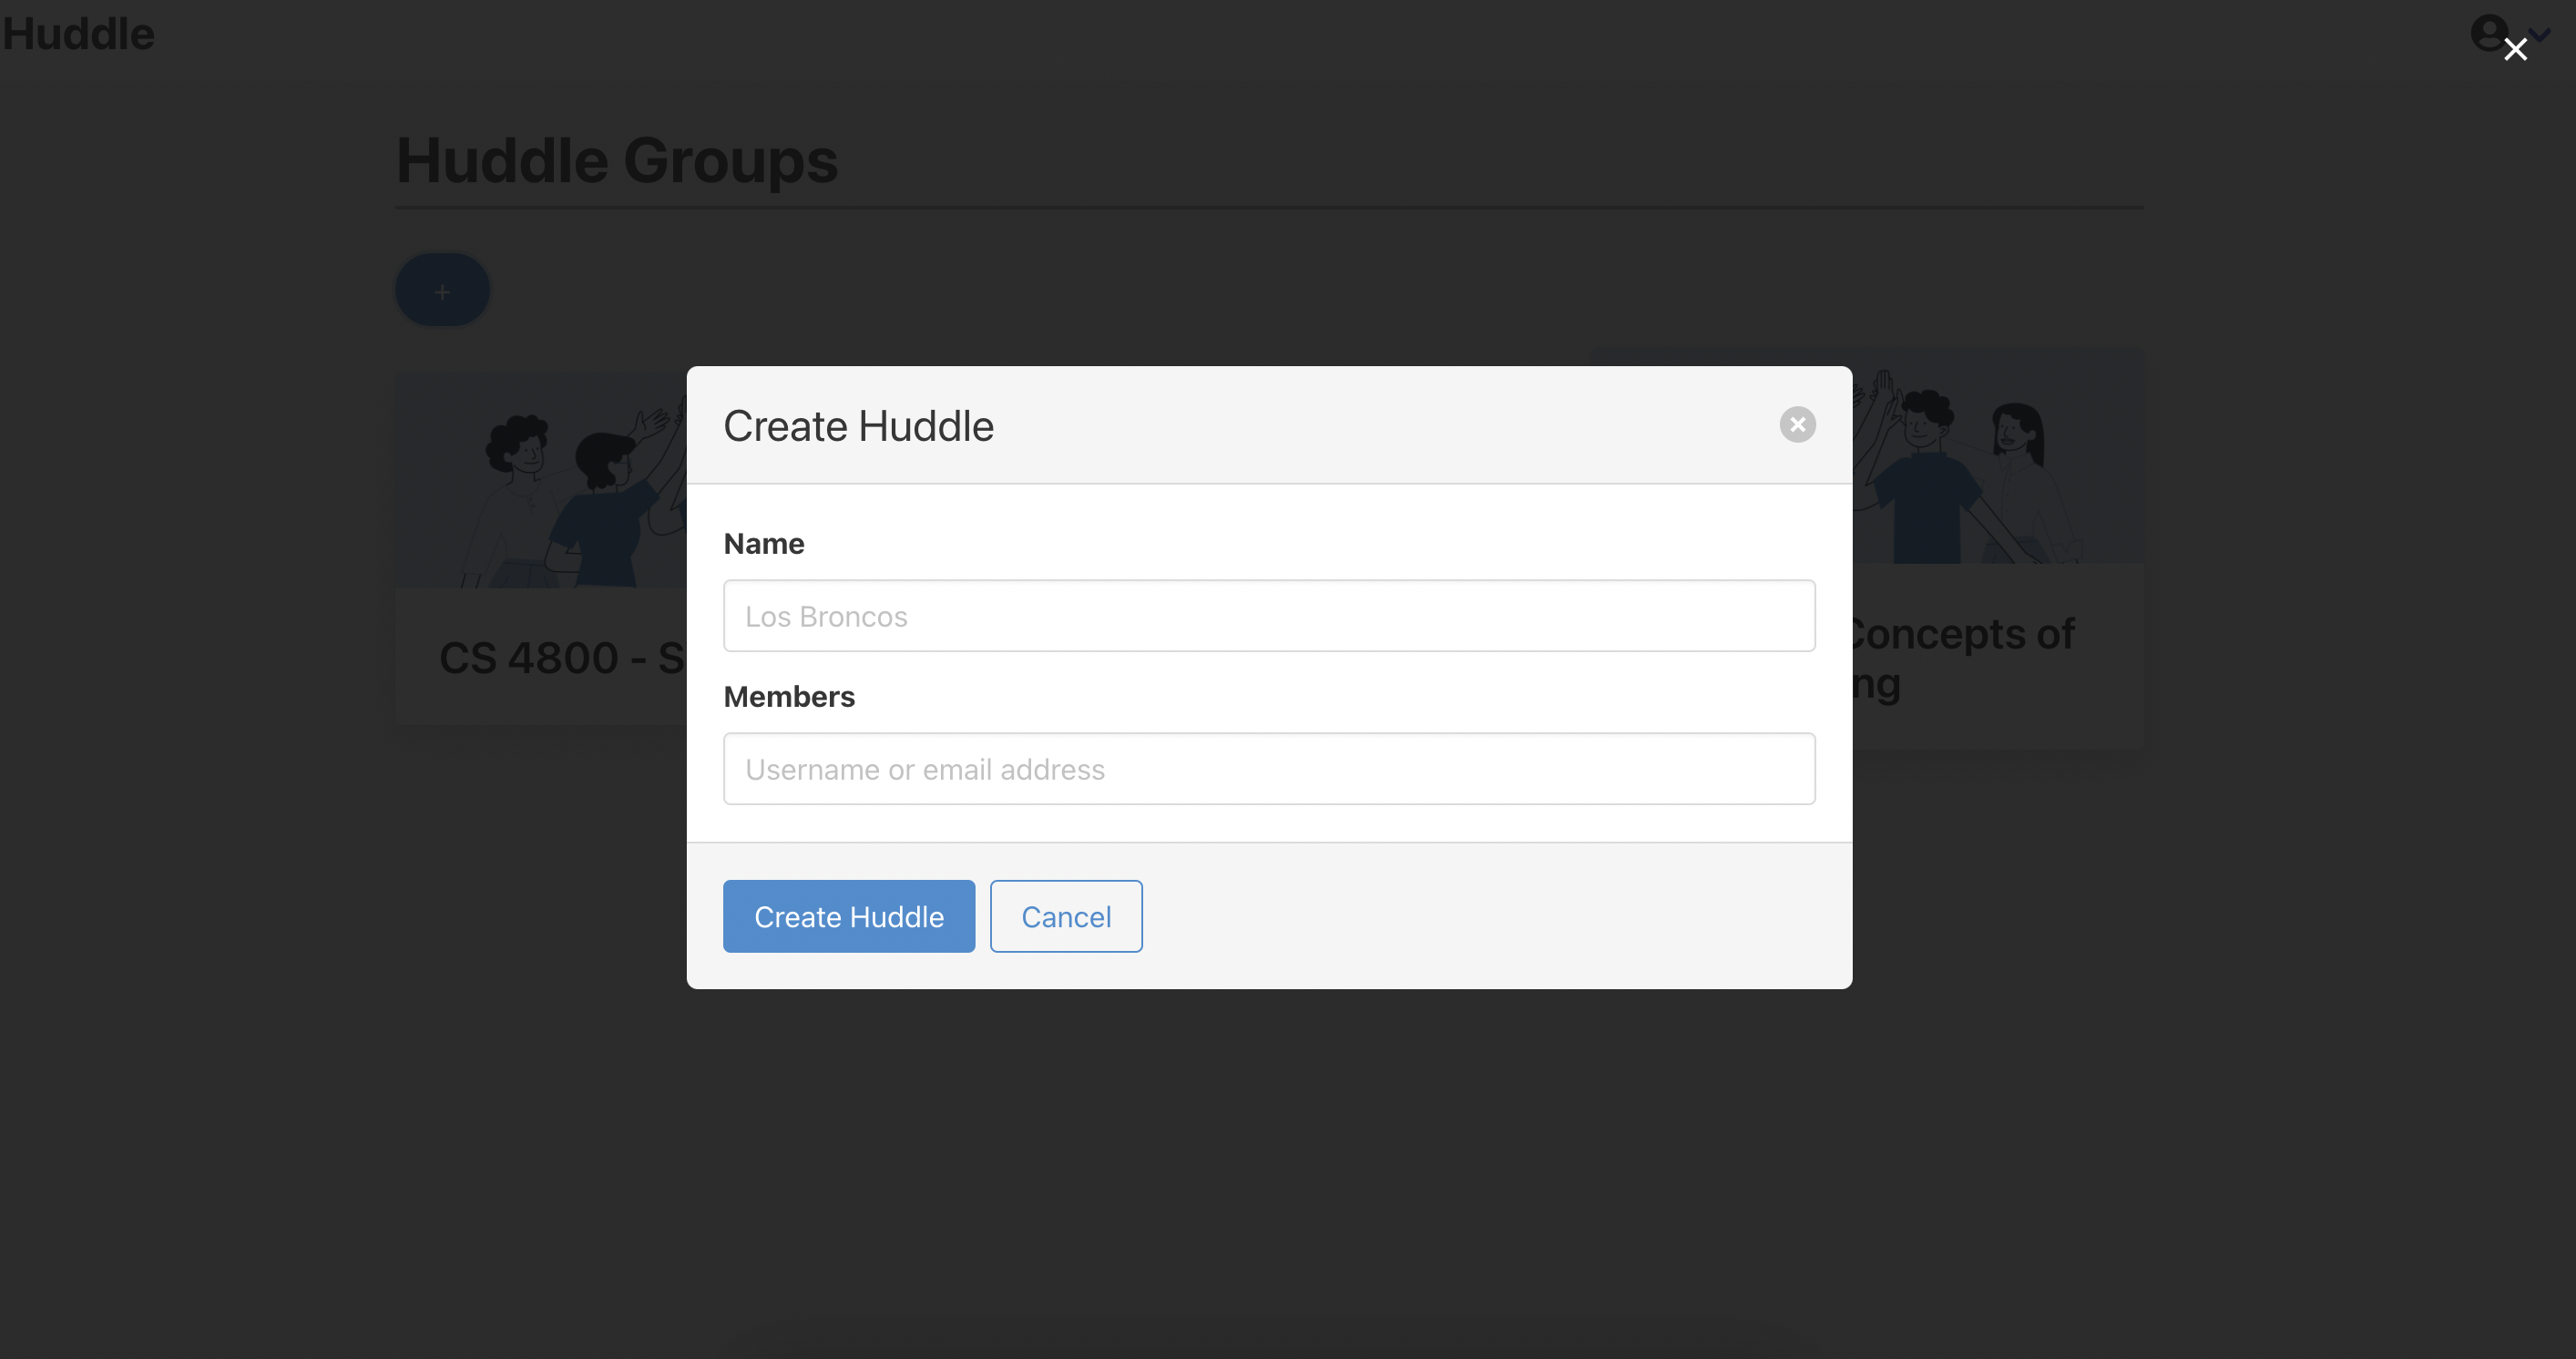 Huddle
Huddle Groups
+
Create Huddle
Name
Los Broncos
Members
Username or email address
Create Huddle
Cancel
CS 4800 - S
Concepts of
ng